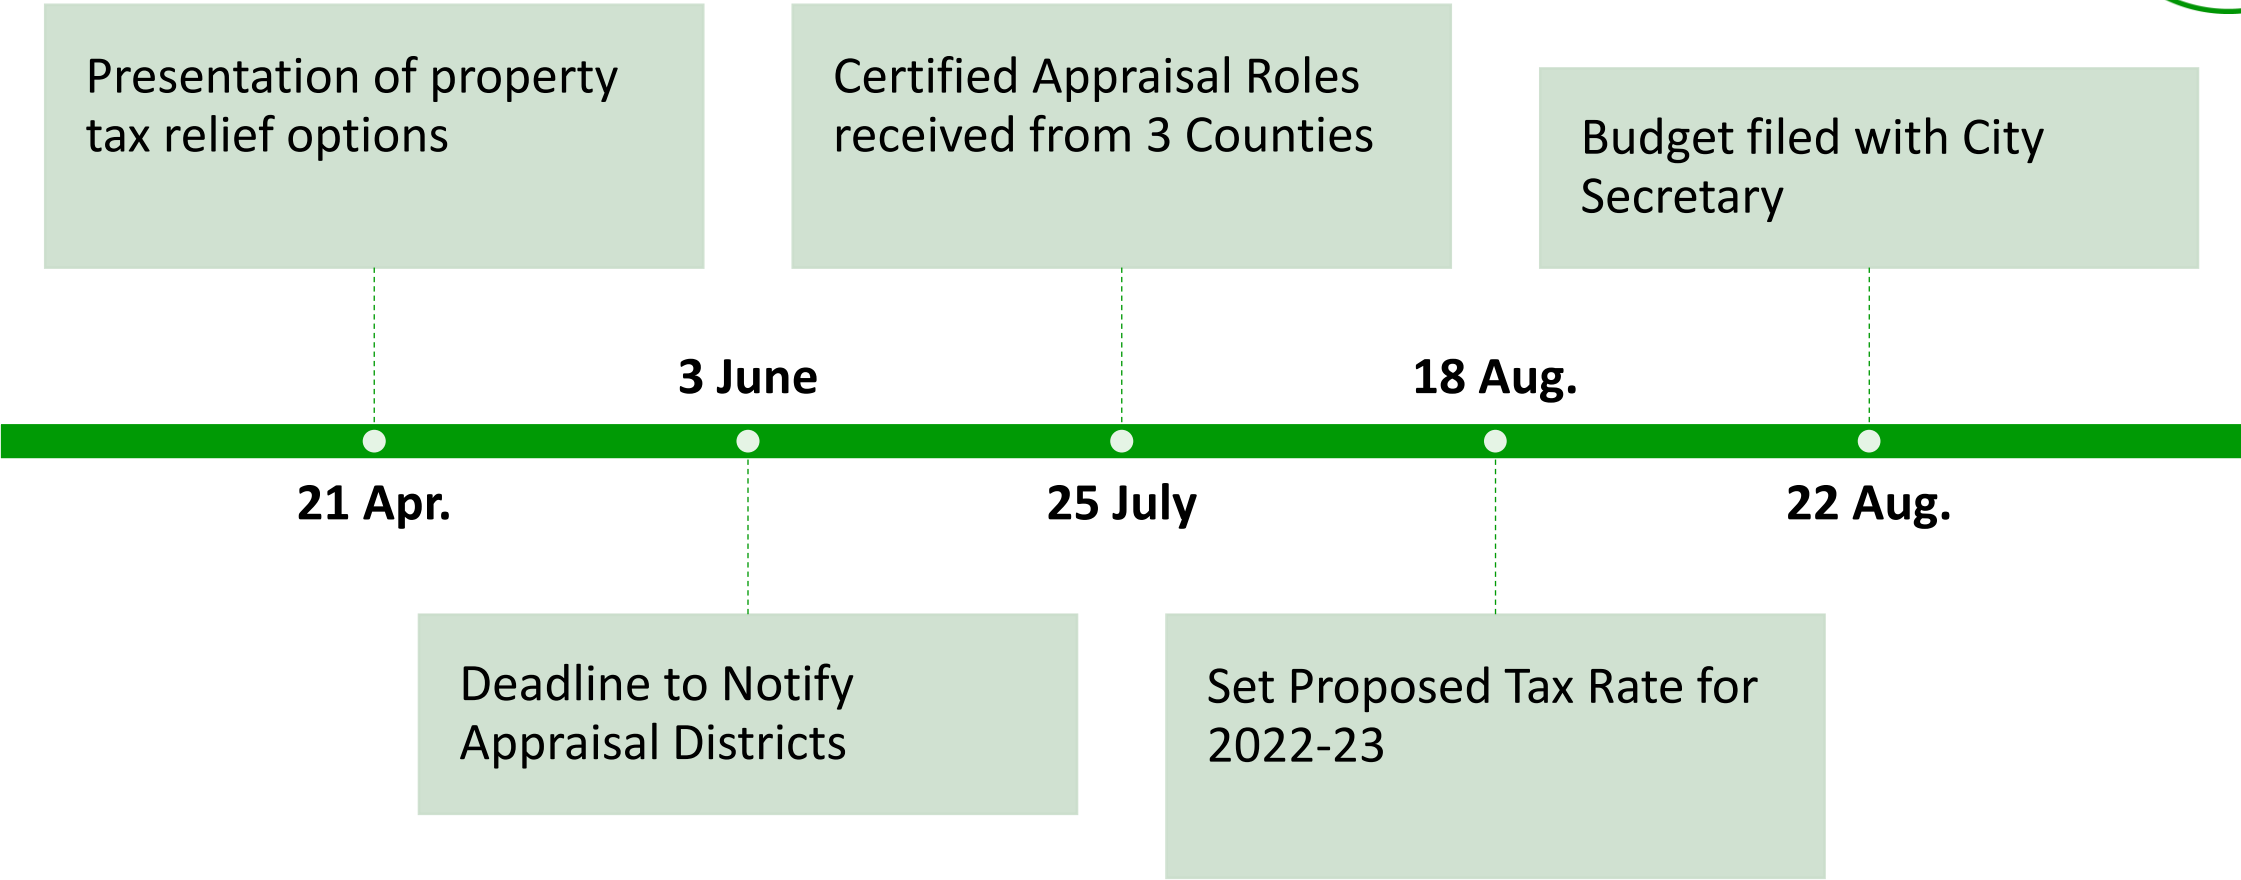 Presentation of property
tax relief options
Certified Appraisal Roles
received from 3 Counties
Budget filed with City
Secretary
3 June
18 Aug.
21 Apr.
25 July
22 Aug.
Deadline to Notify
Appraisal Districts
Set Proposed Tax Rate for
2022-23